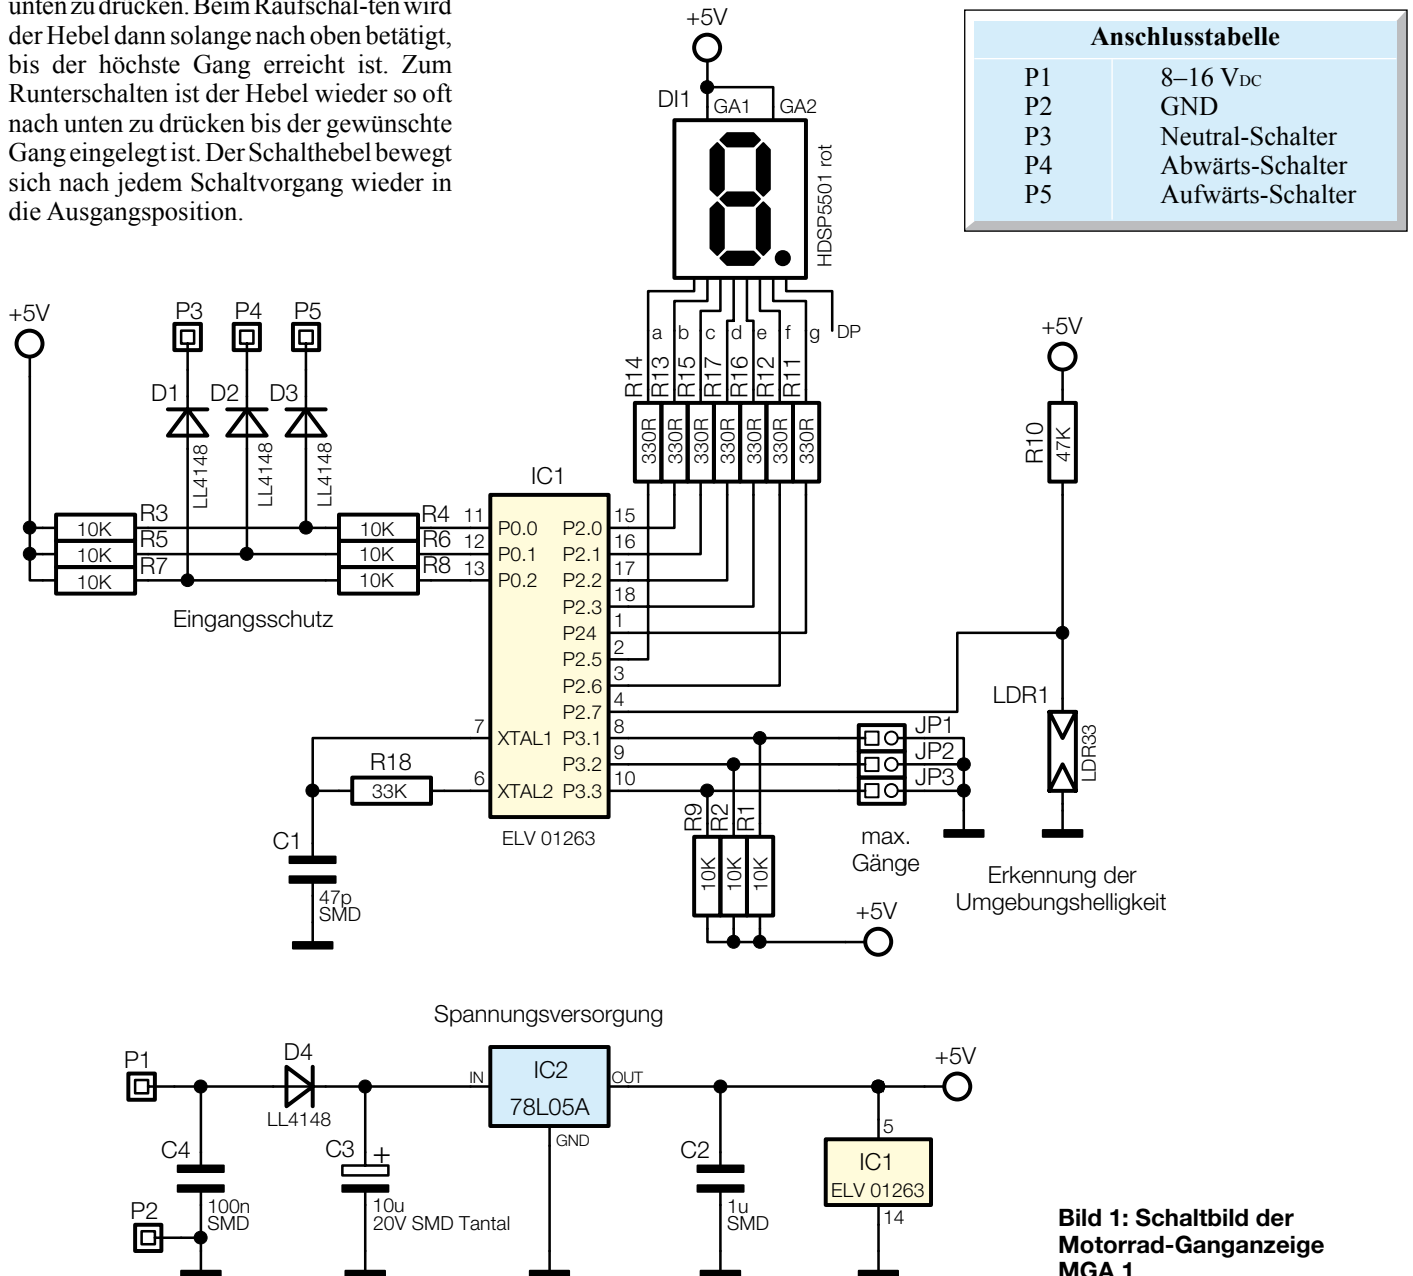 unten zu drücken. Beim Raufschal-ten wird
der Hebel dann solange nach oben betätigt,
bis der höchste Gang erreicht ist. Zum
Runterschalten ist der Hebel wieder so oft
nach unten zu drücken bis der gewünschte
Gang eingelegt ist. Der Schalthebel bewegt
sich nach jedem Schaltvorgang wieder in
die Ausgangsposition.
Anschlusstabelle
P1 8–16 VDC
P2 GND
P3 Neutral-Schalter
P4 Abwärts-Schalter
P5 Aufwärts-Schalter
+5V
DI1 GA1 GA2
HDSP5501 rot
a b c d e f g DP
R14 R13 R15 R17 R16 R12 R11
330R 330R 330R 330R 330R 330R 330R
+5V P3 P4 P5
D1 D2 D3
LL4148 LL4148 LL4148
R3 10K R4 10K 11
R5 10K R6 10K 12
R7 10K R8 10K 13
Eingangsschutz
IC1
P0.0 P2.0 15
P0.1 P2.1 16
P0.2 P2.2 17
P2.3 18
P24 1
P2.5 2
P2.6 3
P2.7 4
7 XTAL1 P3.1 8
P3.2 9
6 XTAL2 P3.3 10
ELV 01263
R18
33K
C1
47p
SMD
R9 R2 R1
10K 10K 10K
+5V
JP1
JP2
JP3
max.
Gänge
+5V
R10
47K
LDR1
LDR33
Erkennung der
Umgebungshelligkeit
Spannungsversorgung
P1
D4
LL4148
IN IC2 OUT
78L05A
GND
+5V
C4
100n
SMD
P2
C3 +
10u
20V SMD Tantal
C2
1u
SMD
5
IC1
ELV 01263
14
Bild 1: Schaltbild der
Motorrad-Ganganzeige
MGA 1